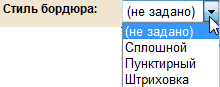 Стиль бордюра: (не задано)
(не задано)
Сплошной
Пунктирный
Штриховка